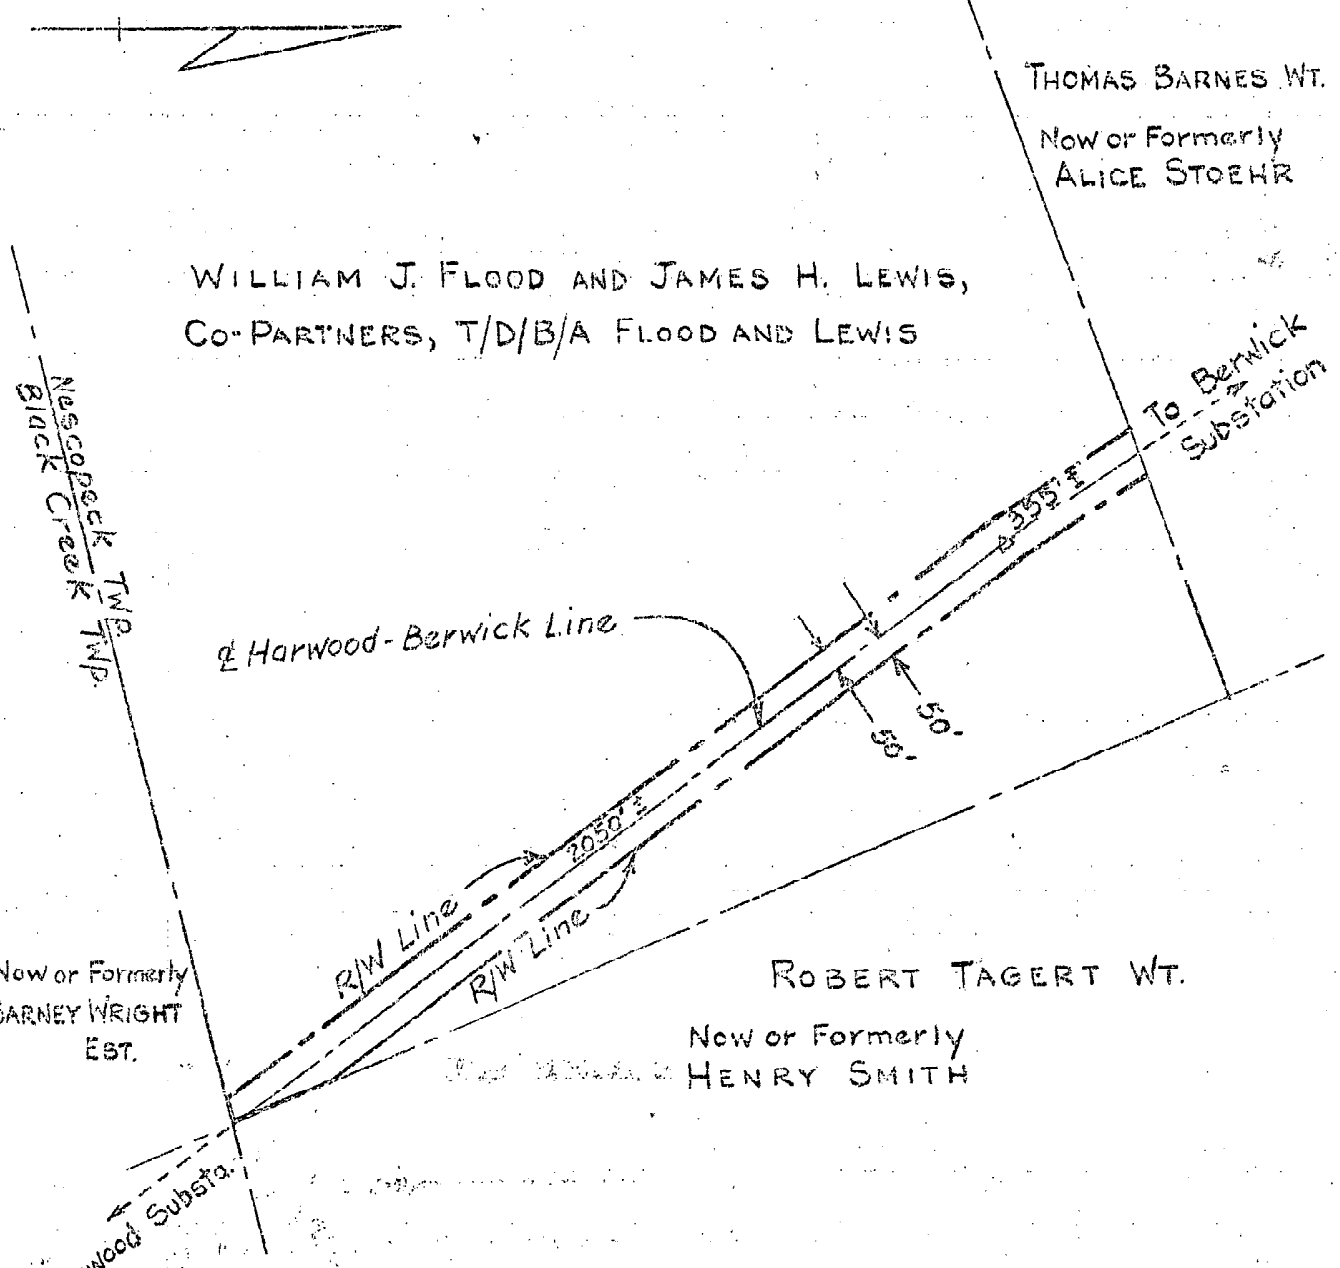 THOMAS BARNES WT.
Now or Formerly
ALICE STOEHR
WILLIAM J. FLOOD AND JAMES H. LEWIS,
CO-PARTNERS, T/D/B/A FLOOD AND LEWIS
To Berwick
Substation
Nescopeck Twp.
Black Creek Twp.
355' ±
℄ Harwood-Berwick Line
50'
50'
2050' ±
R/W Line
R/W Line
Now or Formerly
BARNEY WRIGHT
EST.
ROBERT TAGERT WT.
Now or Formerly
HENRY SMITH
wood Substa.